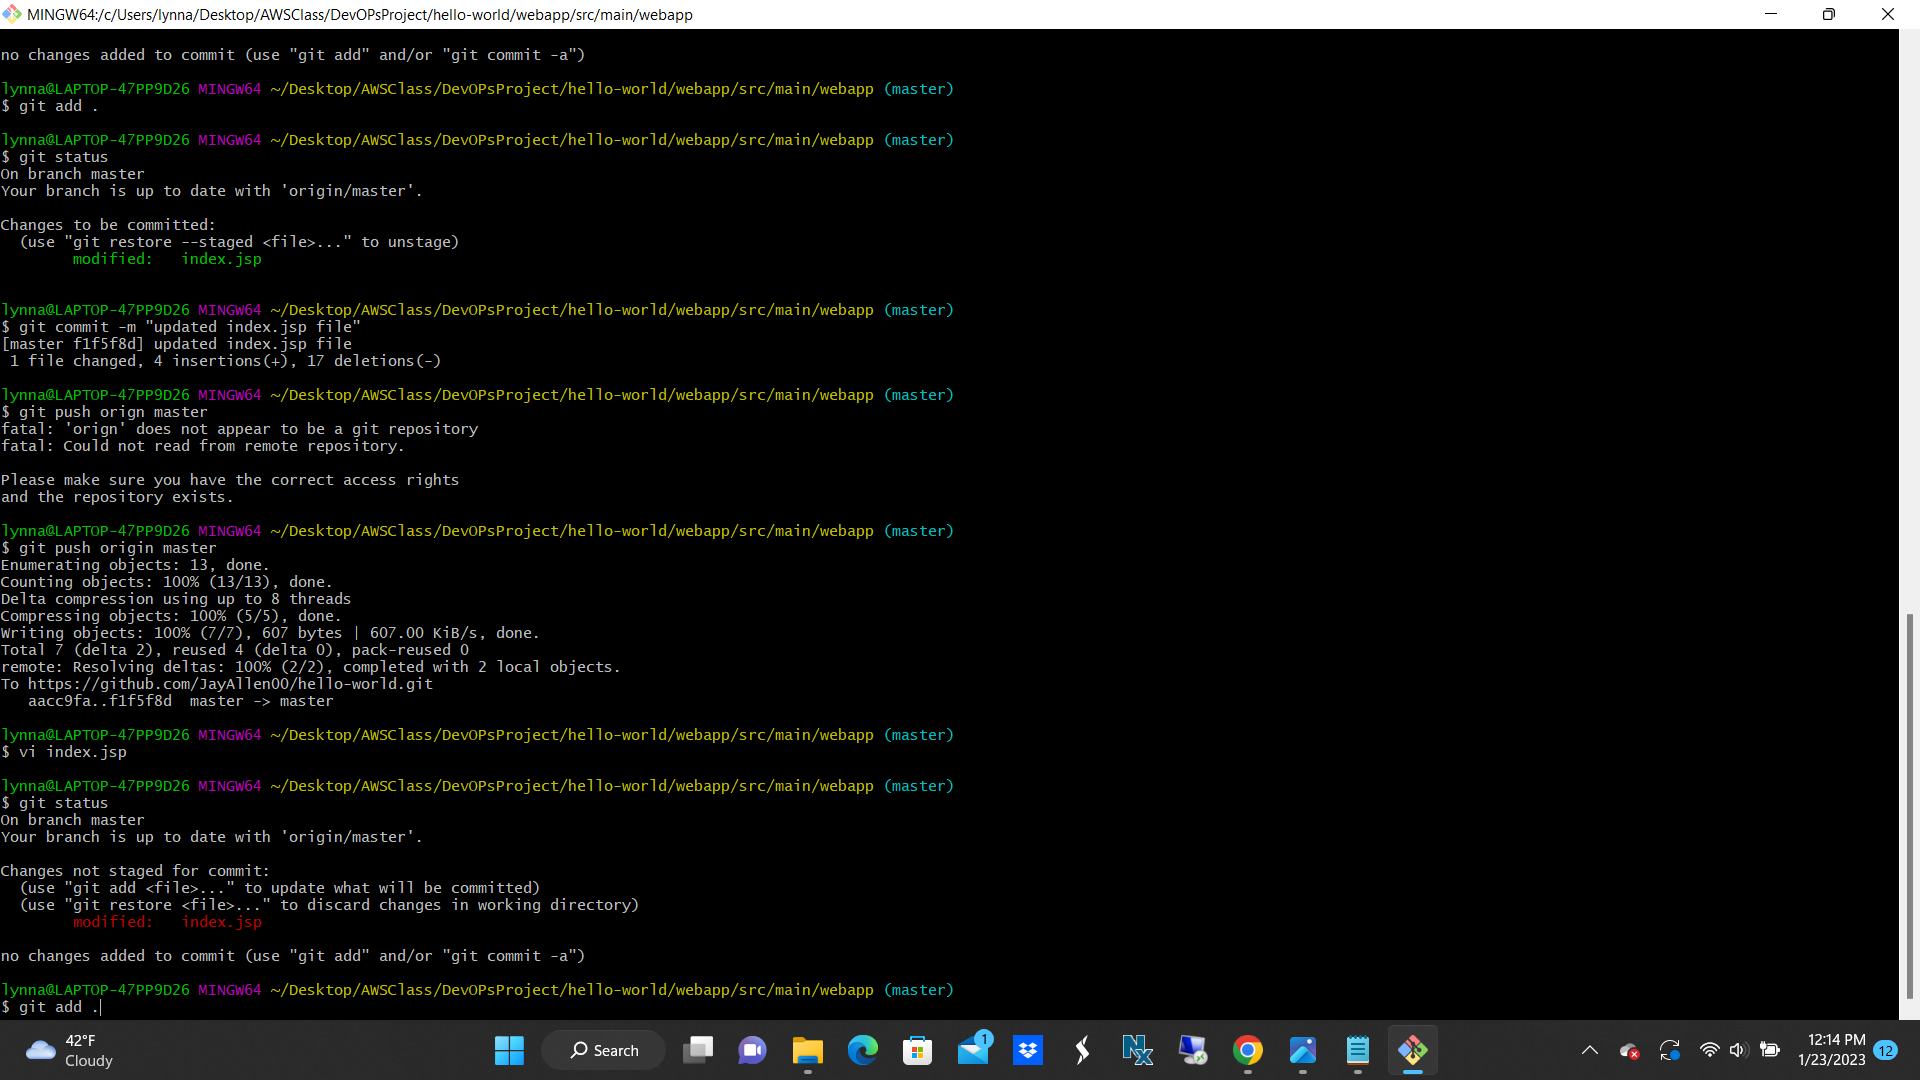 MINGW64:/c/Users/lynna/Desktop/AWSClass/DevOPsProject/hello-world/webapp/src/main/webapp
no changes added to commit (use "git add" and/or "git commit -a")
lynna@LAPTOP-47PP9D26 MINGW64 ~/Desktop/AWSClass/DevOPsProject/hello-world/webapp/src/main/webapp (master)
$ git add .
lynna@LAPTOP-47PP9D26 MINGW64 ~/Desktop/AWSClass/DevOPsProject/hello-world/webapp/src/main/webapp (master)
$ git status
On branch master
Your branch is up to date with 'origin/master'.
Changes to be committed:
  (use "git restore --staged <file>..." to unstage)
        modified:   index.jsp
lynna@LAPTOP-47PP9D26 MINGW64 ~/Desktop/AWSClass/DevOPsProject/hello-world/webapp/src/main/webapp (master)
$ git commit -m "updated index.jsp file"
[master f1f5f8d] updated index.jsp file
 1 file changed, 4 insertions(+), 17 deletions(-)
lynna@LAPTOP-47PP9D26 MINGW64 ~/Desktop/AWSClass/DevOPsProject/hello-world/webapp/src/main/webapp (master)
$ git push orign master
fatal: 'orign' does not appear to be a git repository
fatal: Could not read from remote repository.
Please make sure you have the correct access rights
and the repository exists.
lynna@LAPTOP-47PP9D26 MINGW64 ~/Desktop/AWSClass/DevOPsProject/hello-world/webapp/src/main/webapp (master)
$ git push origin master
Enumerating objects: 13, done.
Counting objects: 100% (13/13), done.
Delta compression using up to 8 threads
Compressing objects: 100% (5/5), done.
Writing objects: 100% (7/7), 607 bytes | 607.00 KiB/s, done.
Total 7 (delta 2), reused 4 (delta 0), pack-reused 0
remote: Resolving deltas: 100% (2/2), completed with 2 local objects.
To https://github.com/JayAllen00/hello-world.git
   aacc9fa..f1f5f8d  master -> master
lynna@LAPTOP-47PP9D26 MINGW64 ~/Desktop/AWSClass/DevOPsProject/hello-world/webapp/src/main/webapp (master)
$ vi index.jsp
lynna@LAPTOP-47PP9D26 MINGW64 ~/Desktop/AWSClass/DevOPsProject/hello-world/webapp/src/main/webapp (master)
$ git status
On branch master
Your branch is up to date with 'origin/master'.
Changes not staged for commit:
  (use "git add <file>..." to update what will be committed)
  (use "git restore <file>..." to discard changes in working directory)
        modified:   index.jsp
no changes added to commit (use "git add" and/or "git commit -a")
lynna@LAPTOP-47PP9D26 MINGW64 ~/Desktop/AWSClass/DevOPsProject/hello-world/webapp/src/main/webapp (master)
$ git add .
42°F
Cloudy
Search
1
12:14 PM
1/23/2023
12